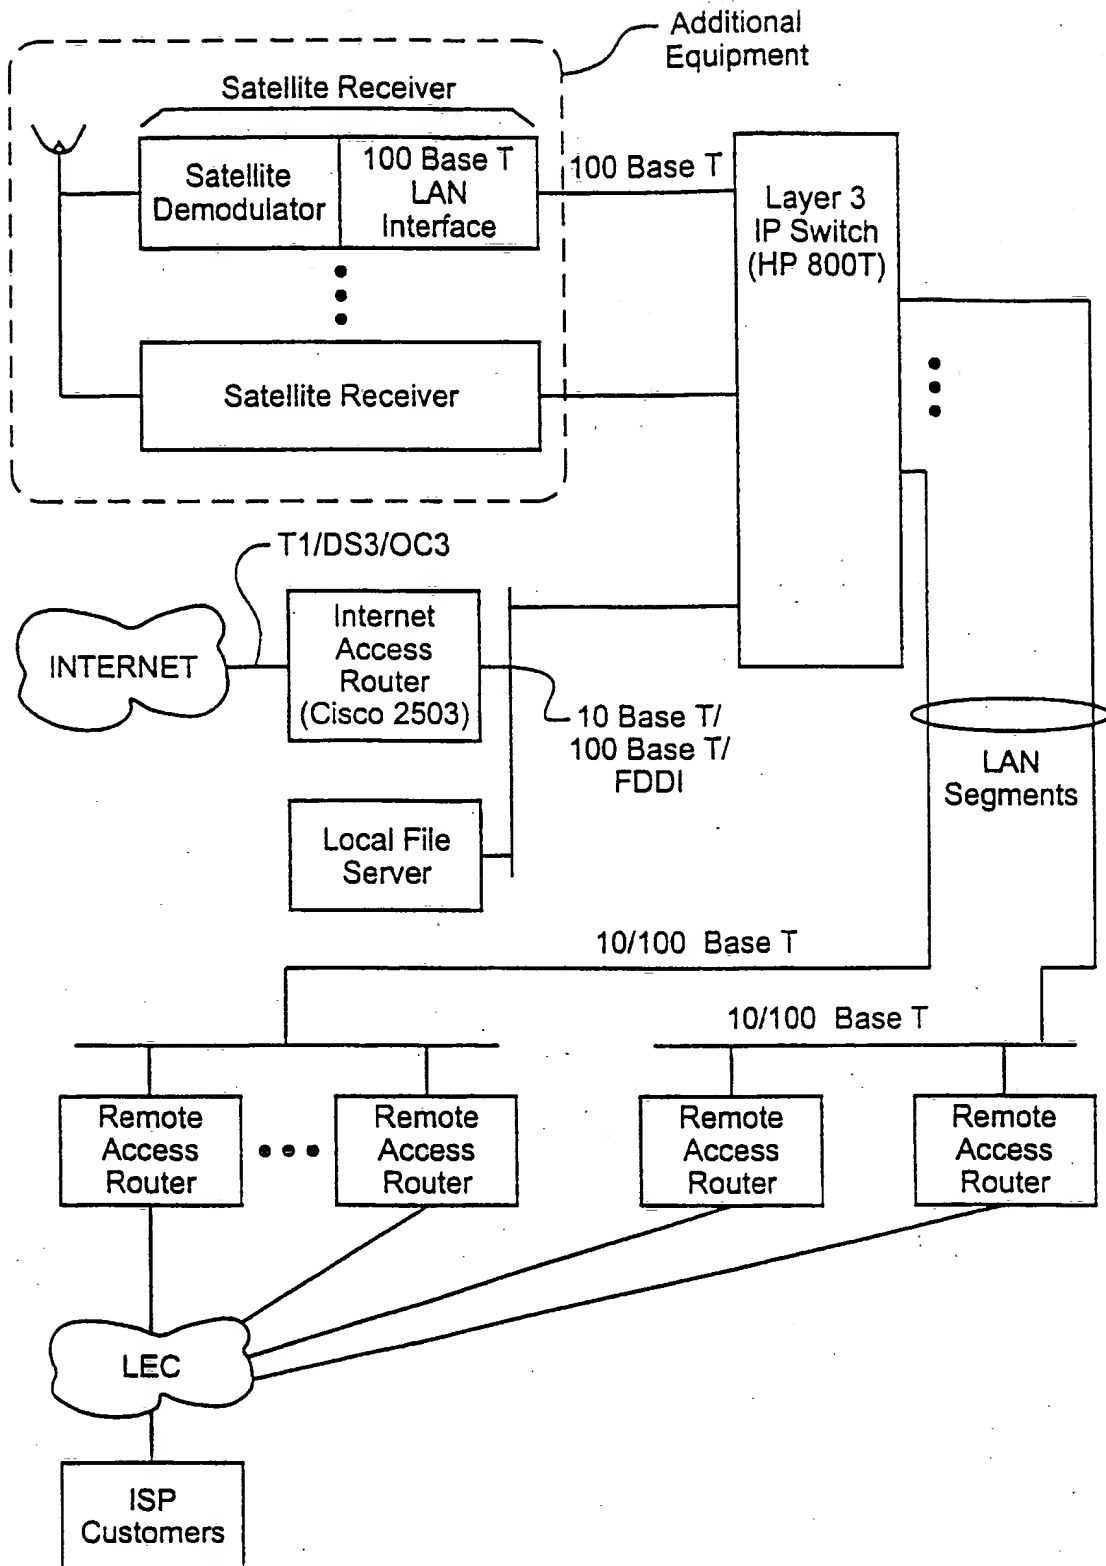 Additional
Equipment
Satellite Receiver
Satellite
Demodulator
100 Base T
LAN
Interface
100 Base T
Layer 3
IP Switch
(HP 800T)
Satellite Receiver
T1/DS3/OC3
INTERNET
Internet
Access
Router
(Cisco 2503)
10 Base T/
100 Base T/
FDDI
LAN
Segments
Local File
Server
10/100 Base T
10/100 Base T
Remote
Access
Router
Remote
Access
Router
Remote
Access
Router
Remote
Access
Router
LEC
ISP
Customers